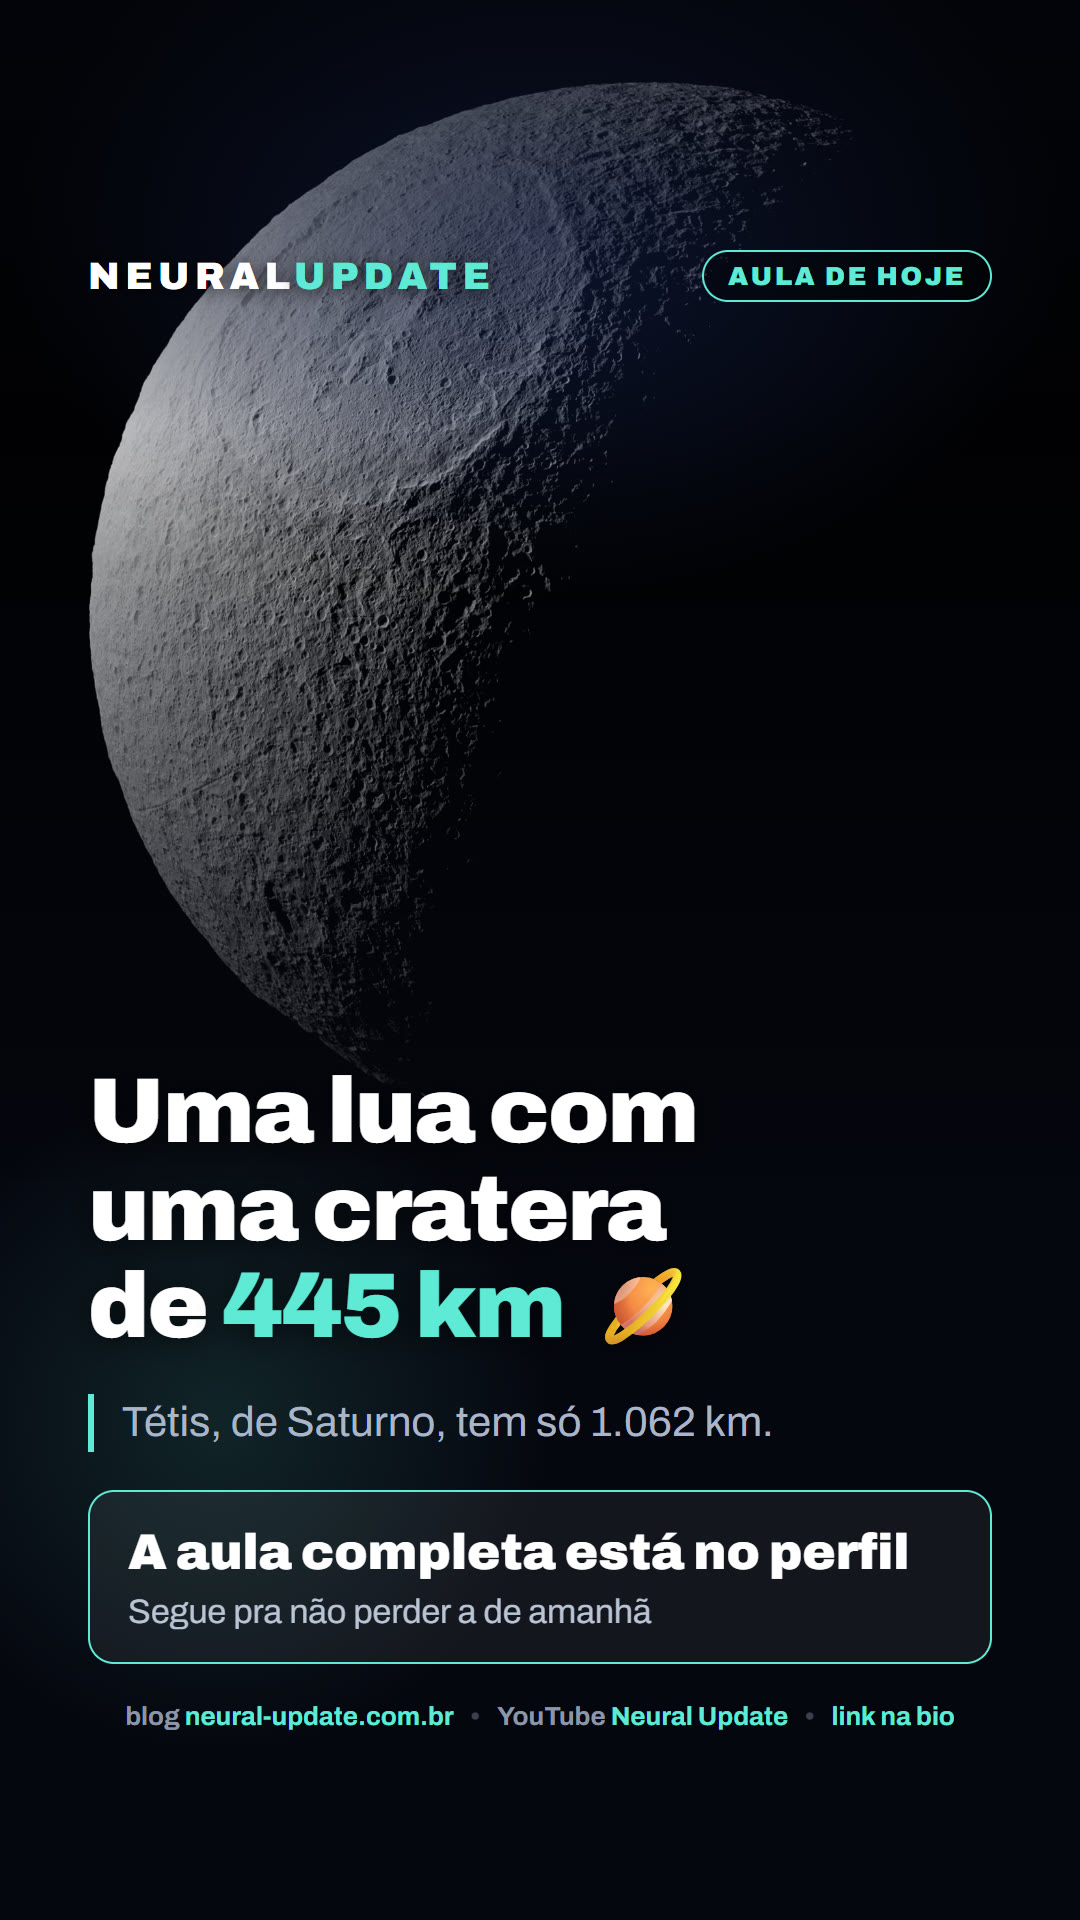 NEURALUPDATE
AULA DE HOJE
Uma lua com
uma cratera
de 445 km 🪐
Tétis, de Saturno, tem só 1.062 km.
A aula completa está no perfil
Segue pra não perder a de amanhã
blog neural-update.com.br • YouTube Neural Update • link na bio